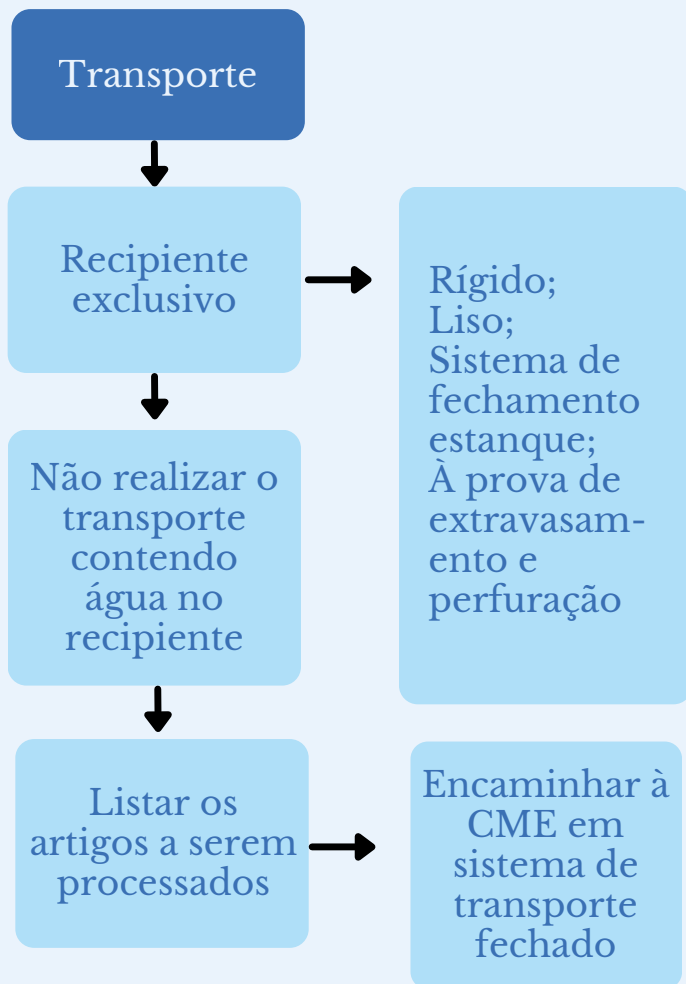 Transporte
Recipiente
exclusivo
Rígido;
Liso;
Sistema de
fechamento
estanque;
À prova de
extravasam-
ento e
perfuração
Não realizar o
transporte
contendo
água no
recipiente
Listar os
artigos a serem
processados
Encaminhar à
CME em
sistema de
transporte
fechado